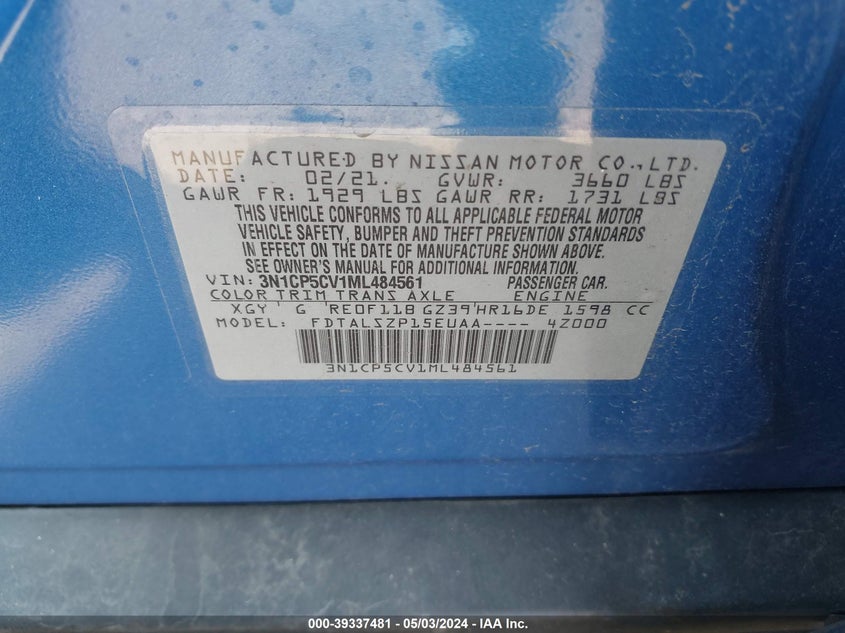 MANUFACTURED BY NISSAN MOTOR CO.,LTD.
DATE: 02/21. GVWR: 3660 LBS
GAWR FR: 1929 LBS GAWR RR: 1731 LBS
THIS VEHICLE CONFORMS TO ALL APPLICABLE FEDERAL MOTOR
VEHICLE SAFETY, BUMPER AND THEFT PREVENTION STANDARDS
IN EFFECT ON THE DATE OF MANUFACTURE SHOWN ABOVE.
SEE OWNER'S MANUAL FOR ADDITIONAL INFORMATION.
VIN: 3N1CP5CV1ML484561 PASSENGER CAR.
COLOR TRIM TRANS AXLE ENGINE
XGY G RE0F11B GZ39 HR16DE 1598 CC
MODEL: FDTALSZP15EUAA---- 4Z000
3N1CP5CV1ML484561
000-39337481 - 05/03/2024 - IAA Inc.